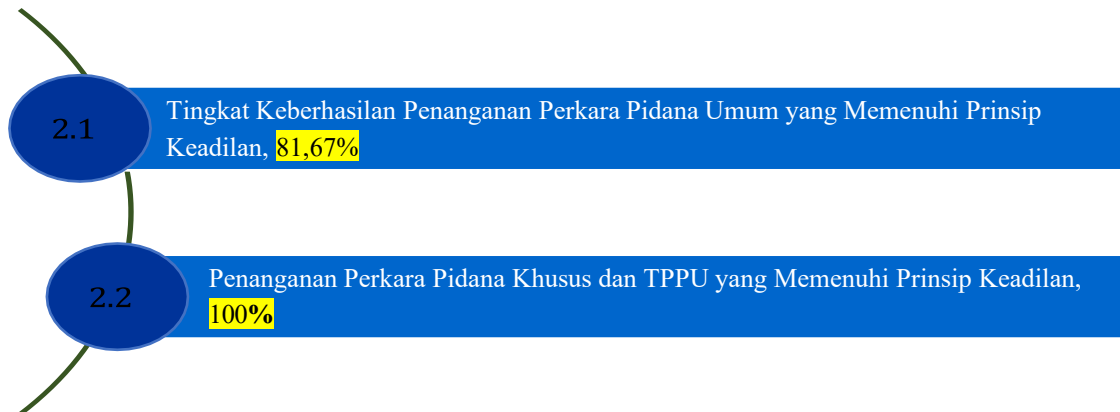 2.1
Tingkat Keberhasilan Penanganan Perkara Pidana Umum yang Memenuhi Prinsip
Keadilan, 81,67%
2.2
Penanganan Perkara Pidana Khusus dan TPPU yang Memenuhi Prinsip Keadilan,
100%